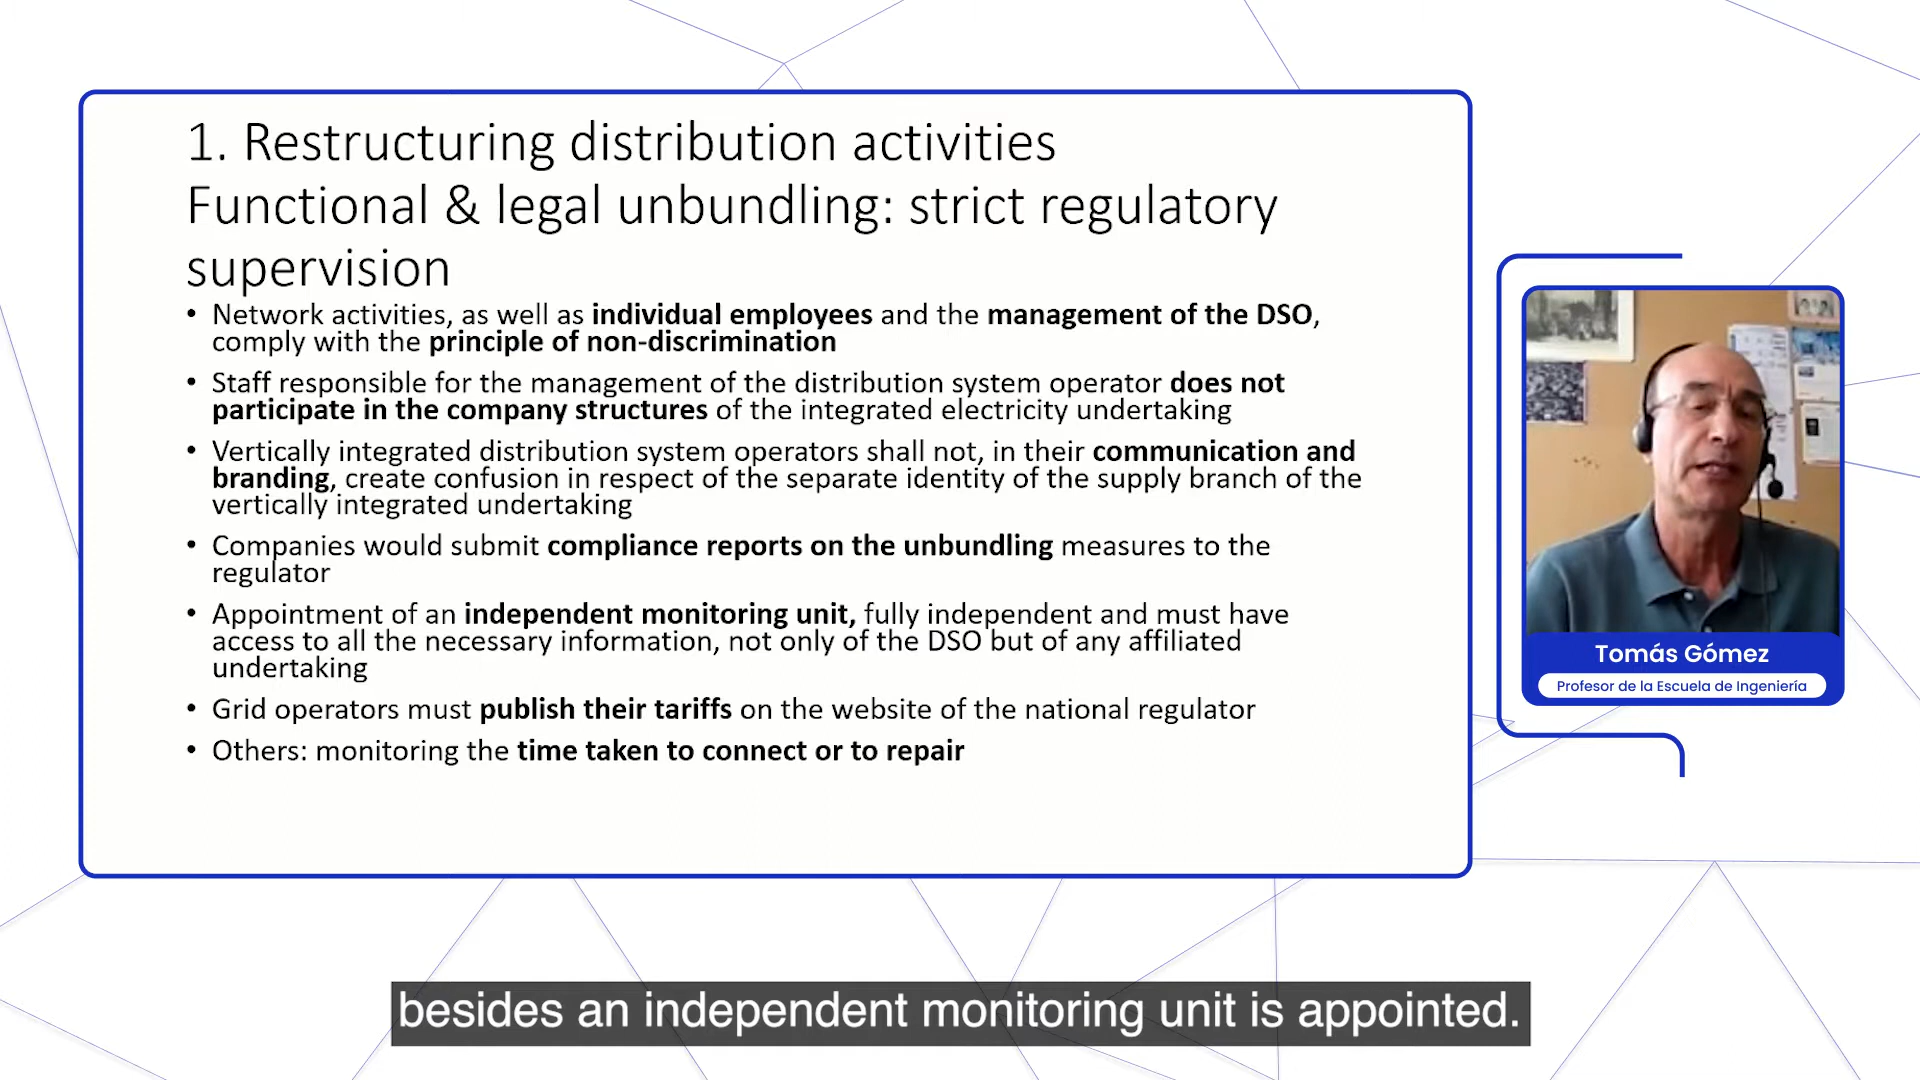 1. Restructuring distribution activities
Functional & legal unbundling: strict regulatory
supervision
• Network activities, as well as individual employees and the management of the DSO,
comply with the principle of non-discrimination
• Staff responsible for the management of the distribution system operator does not
participate in the company structures of the integrated electricity undertaking
• Vertically integrated distribution system operators shall not, in their communication and
branding, create confusion in respect of the separate identity of the supply branch of the
vertically integrated undertaking
• Companies would submit compliance reports on the unbundling measures to the
regulator
• Appointment of an independent monitoring unit, fully independent and must have
access to all the necessary information, not only of the DSO but of any affiliated
undertaking
• Grid operators must publish their tariffs on the website of the national regulator
• Others: monitoring the time taken to connect or to repair
Tomás Gómez
Profesor de la Escuela de Ingeniería
besides an independent monitoring unit is appointed.